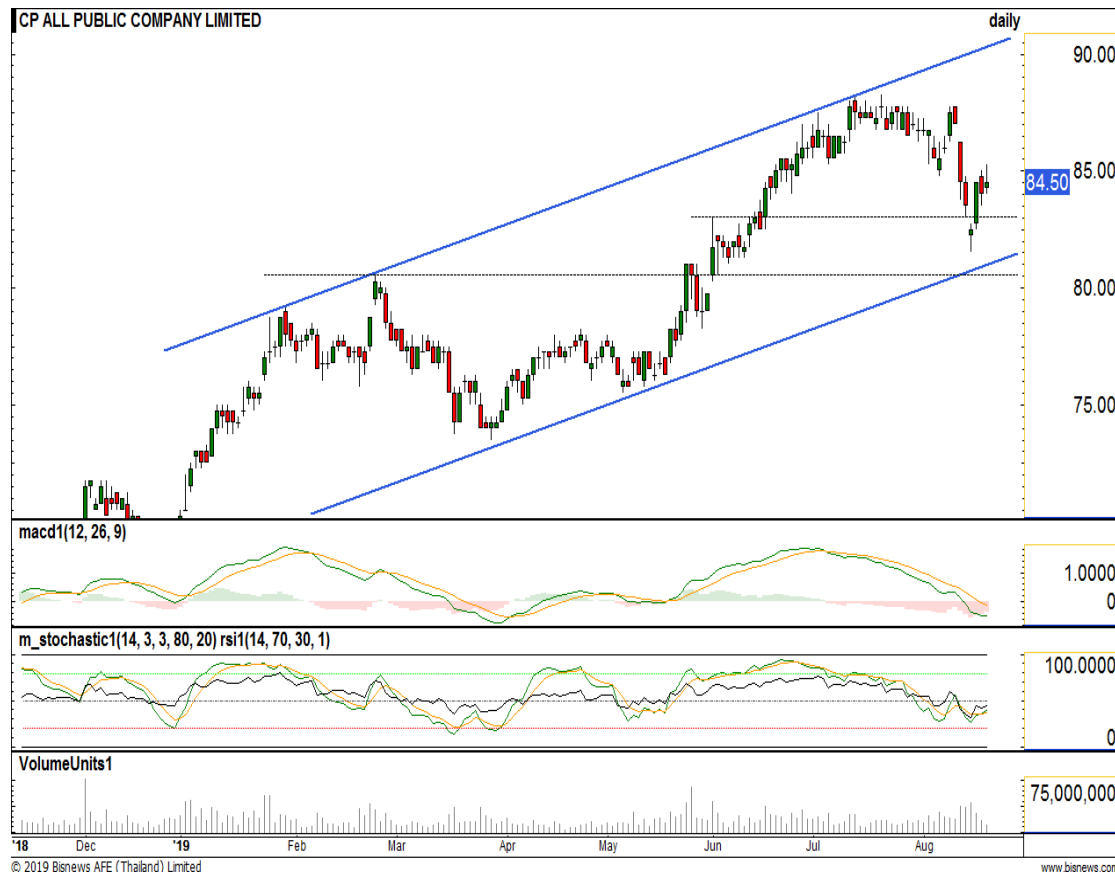 CP ALL PUBLIC COMPANY LIMITED daily
90.00
85.00
84.50
80.00
75.00
macd1(12, 26, 9)
1.0000
0
m_stochastic1(14, 3, 3, 80, 20) rsi1(14, 70, 30, 1)
100.0000
0
VolumeUnits1
75,000,000
'18 Dec '19 Feb Mar Apr May Jun Jul Aug
© 2019 Bisnews AFE (Thailand) Limited www.bisnews.com